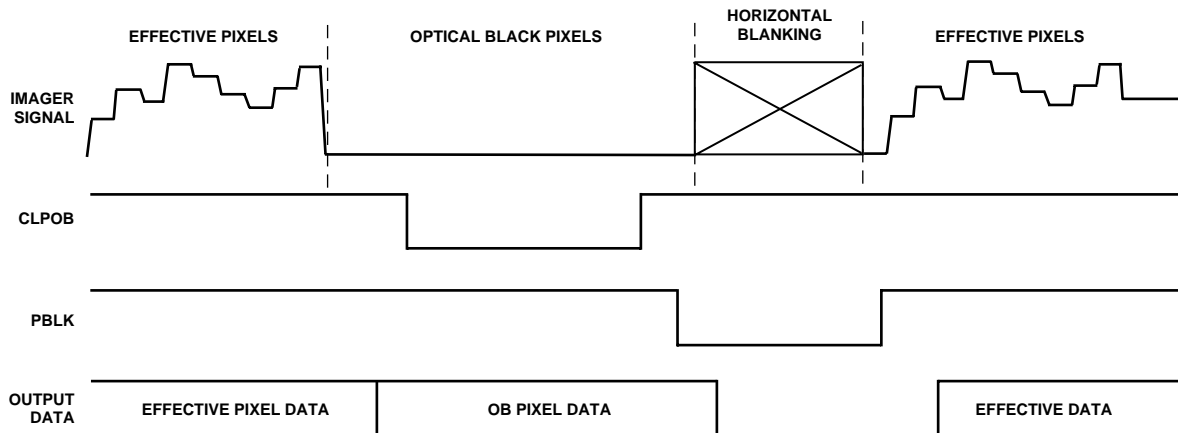 EFFECTIVE PIXELS
OPTICAL BLACK PIXELS
HORIZONTAL
BLANKING
EFFECTIVE PIXELS
IMAGER
SIGNAL
CLPOB
PBLK
OUTPUT
DATA
EFFECTIVE PIXEL DATA
OB PIXEL DATA
EFFECTIVE DATA